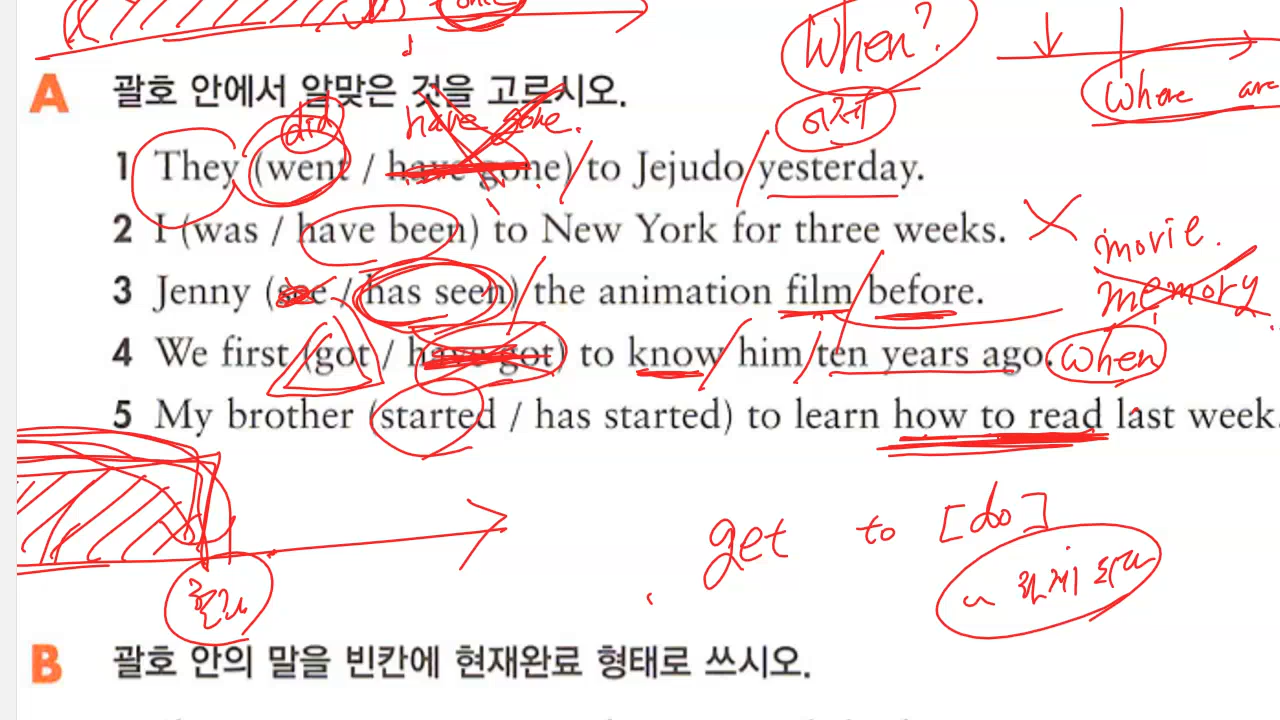 once
When?
Where are
A 괄호 안에서 알맞은 것을 고르시오.
did have gone. 어제
1 They (went / have gone) to Jejudo yesterday.
2 I (was / have been) to New York for three weeks.
movie.
3 Jenny (see / has seen) the animation film before.
memory
4 We first (got / have got) to know him ten years ago. when
5 My brother (started / has started) to learn how to read last week.
get to [do]
현재
하게 되다
B 괄호 안의 말을 빈칸에 현재완료 형태로 쓰시오.